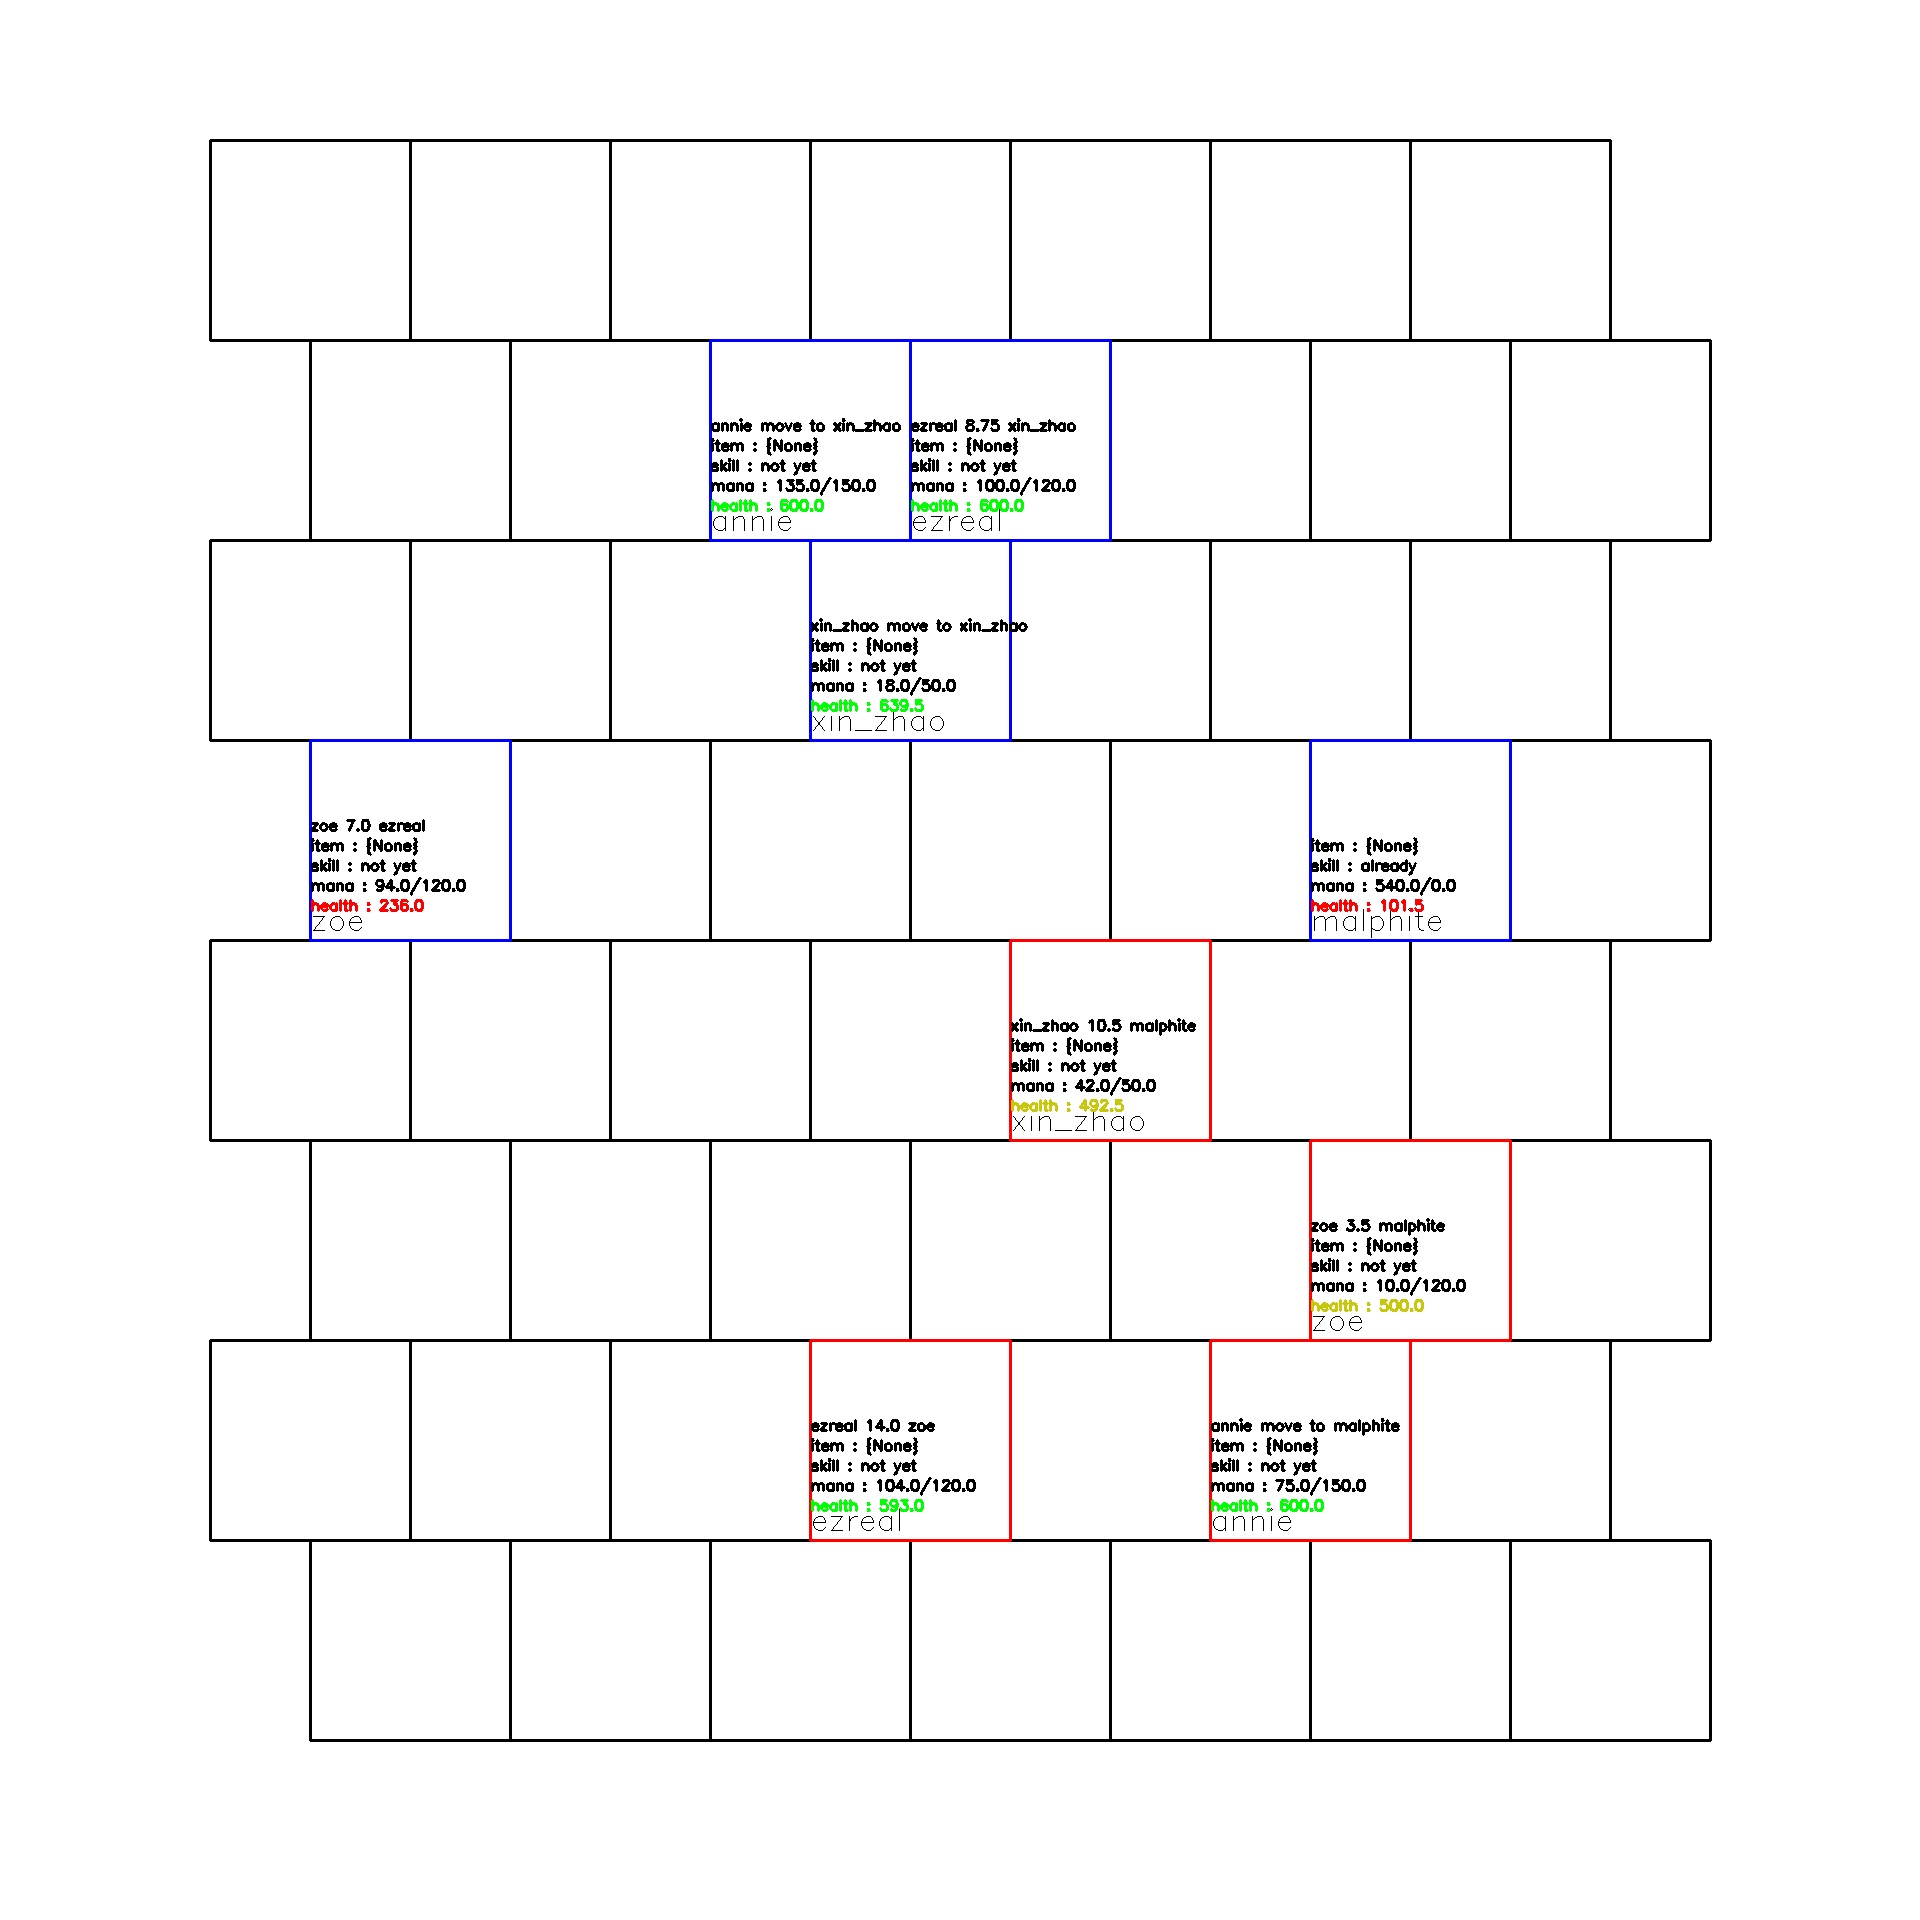 annie move to xin_zhao
item : {None}
skill : not yet
mana : 135.0/150.0
health : 600.0
annie
ezreal 8.75 xin_zhao
item : {None}
skill : not yet
mana : 100.0/120.0
health : 600.0
ezreal
xin_zhao move to xin_zhao
item : {None}
skill : not yet
mana : 18.0/50.0
health : 639.5
xin_zhao
zoe 7.0 ezreal
item : {None}
skill : not yet
mana : 94.0/120.0
health : 236.0
zoe
item : {None}
skill : already
mana : 540.0/0.0
health : 101.5
malphite
xin_zhao 10.5 malphite
item : {None}
skill : not yet
mana : 42.0/50.0
health : 492.5
xin_zhao
zoe 3.5 malphite
item : {None}
skill : not yet
mana : 10.0/120.0
health : 500.0
zoe
ezreal 14.0 zoe
item : {None}
skill : not yet
mana : 104.0/120.0
health : 593.0
ezreal
annie move to malphite
item : {None}
skill : not yet
mana : 75.0/150.0
health : 600.0
annie